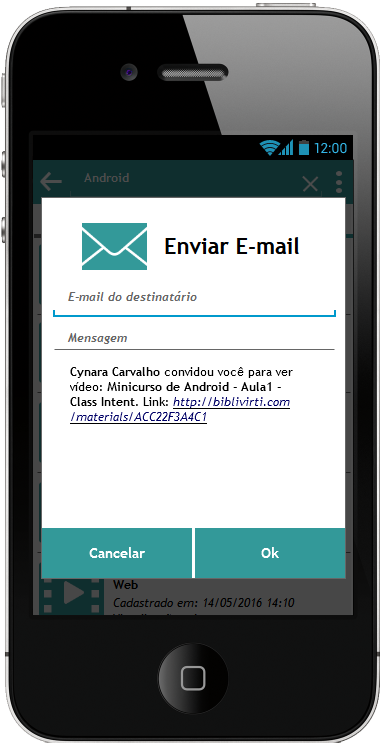 12:00
Android
Enviar E-mail
E-mail do destinatário
Mensagem
Cynara Carvalho convidou você para ver
vídeo: Minicurso de Android - Aula1 -
Class Intent. Link: http://biblivirti.com
/materials/ACC22F3A4C1
Cancelar
Ok
Web
Cadastrado em: 14/05/2016 14:10